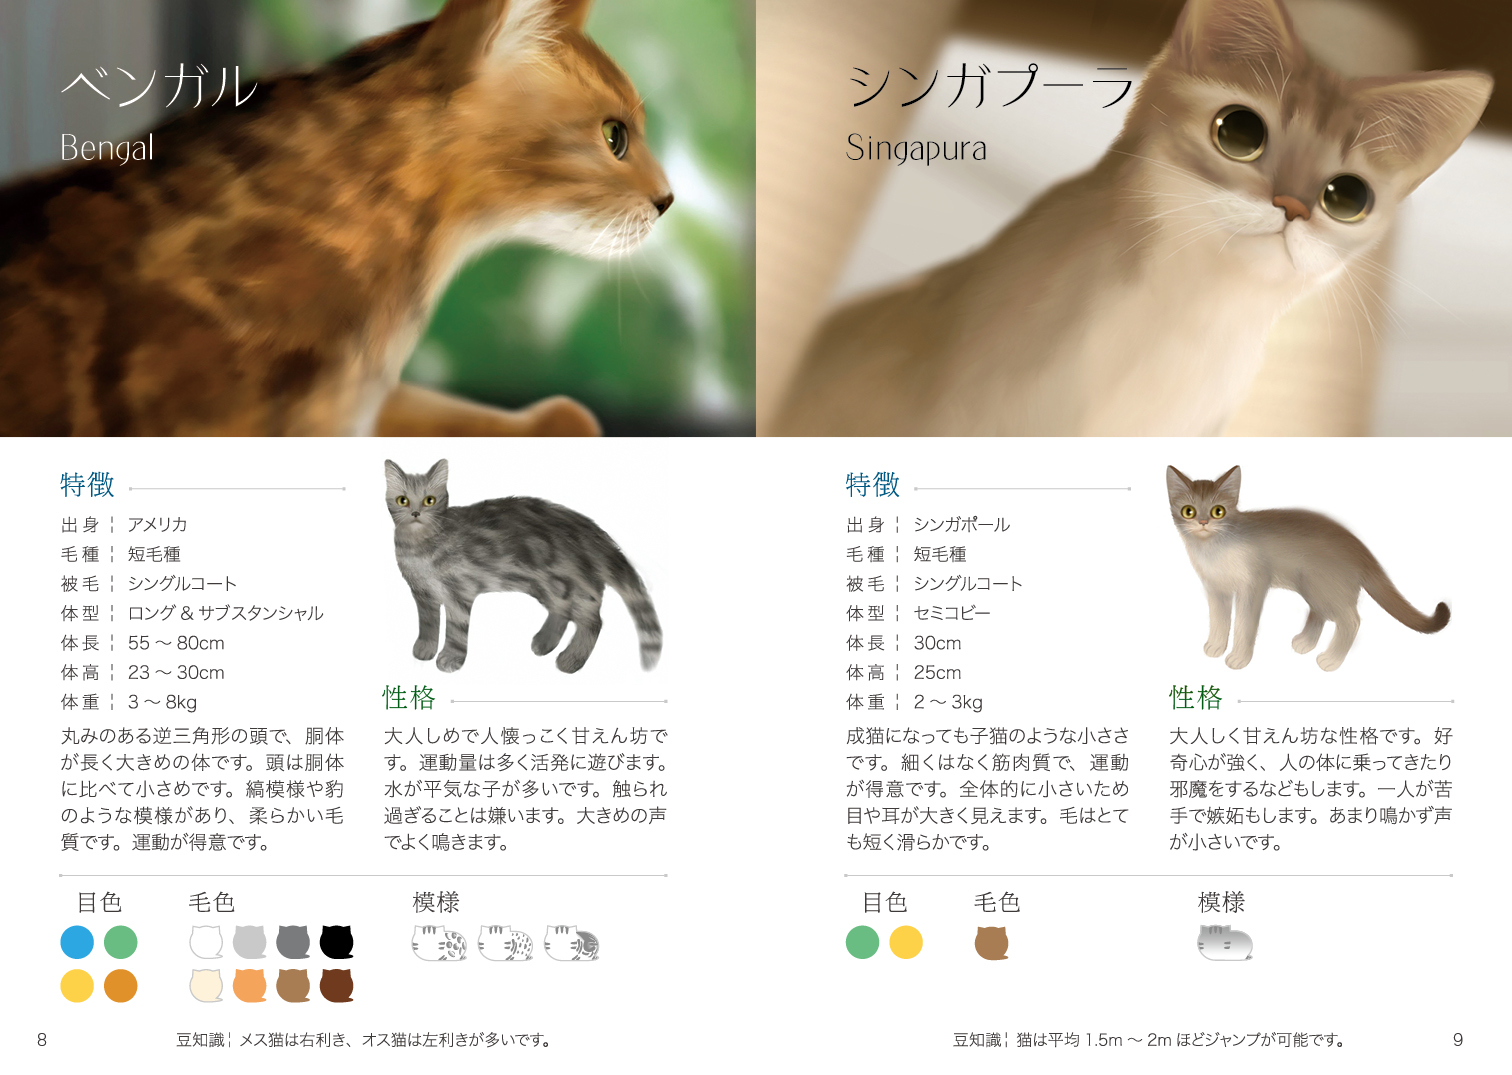 ベンガル
Bengal
特徴
出身¦ アメリカ
毛種¦ 短毛種
被毛¦ シングルコート
体型¦ ロング & サブスタンシャル
体長¦ 55 ～ 80cm
体高¦ 23 ～ 30cm
体重¦ 3 ～ 8kg
丸みのある逆三角形の頭で、胴体
が長く大きめの体です。頭は胴体
に比べて小さめです。縞模様や豹
のような模様があり、柔らかい毛
質です。運動が得意です。
性格
大人しめで人懐っこく甘えん坊で
す。運動量は多く活発に遊びます。
水が平気な子が多いです。触られ
過ぎることは嫌います。大きめの声
でよく鳴きます。
目色
毛色
模様
8
豆知識¦ メス猫は右利き、オス猫は左利きが多いです。
シンガプーラ
Singapura
特徴
出身¦ シンガポール
毛種¦ 短毛種
被毛¦ シングルコート
体型¦ セミコビー
体長¦ 30cm
体高¦ 25cm
体重¦ 2 ～ 3kg
成猫になっても子猫のような小ささ
です。細くはなく筋肉質で、運動
が得意です。全体的に小さいため
目や耳が大きく見えます。毛はとて
も短く滑らかです。
性格
大人しく甘えん坊な性格です。好
奇心が強く、人の体に乗ってきたり
邪魔をするなどもします。一人が苦
手で嫉妬もします。あまり鳴かず声
が小さいです。
目色
毛色
模様
豆知識¦ 猫は平均 1.5m ～ 2m ほどジャンプが可能です。
9